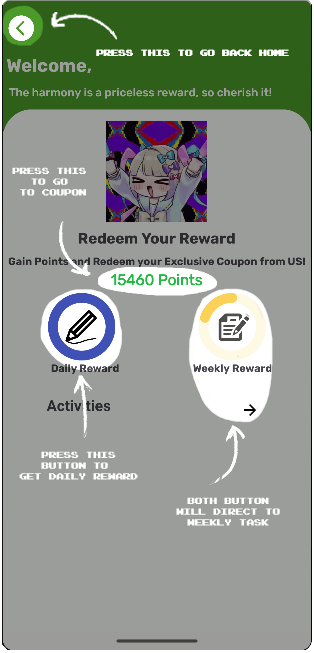 PRESS THIS TO GO BACK HOME
Welcome,
The harmony is a priceless reward, so cherish it!
PRESS THIS
TO GO
TO COUPON
Redeem Your Reward
Gain Points and Redeem your Exclusive Coupon from US!
15460 Points
Daily Reward
Weekly Reward
Activities
PRESS THIS
BUTTON TO
GET DAILY REWARD
BOTH BUTTON
WILL DIRECT TO
WEEKLY TASK